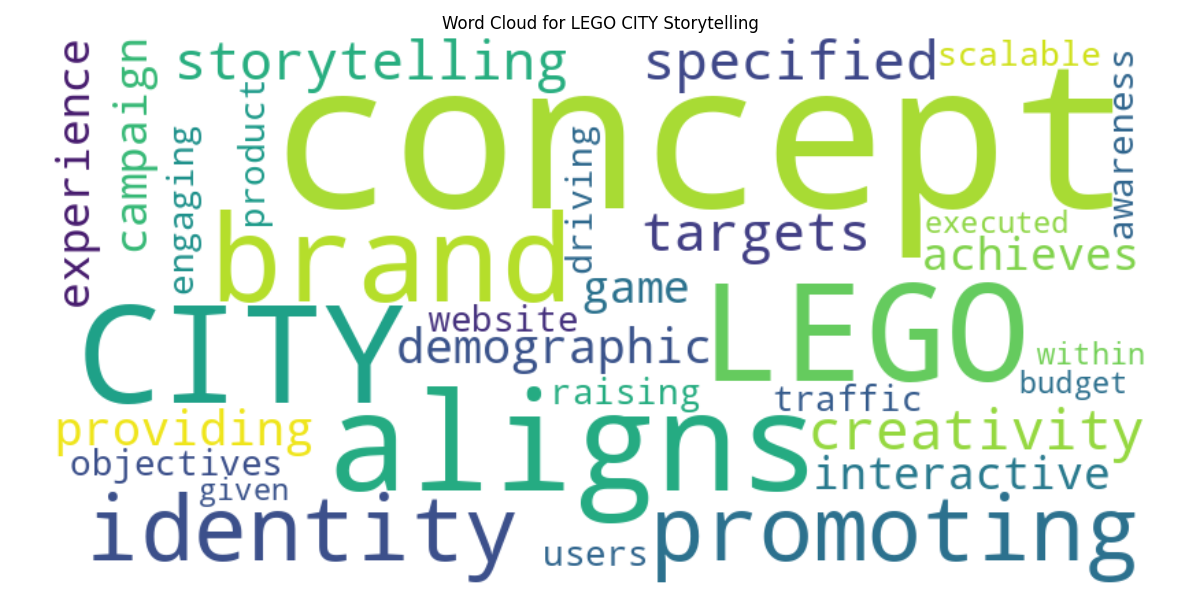 Word Cloud for LEGO CITY Storytelling
experience
campaign
storytelling
specified
scalable
awareness
engaging
product
concept
driving
brand
targets
executed
achieves
game
CITY
website
demographic
LEGO
within
budget
raising
traffic
providing
aligns
creativity
objectives
interactive
given
identity
users
promoting